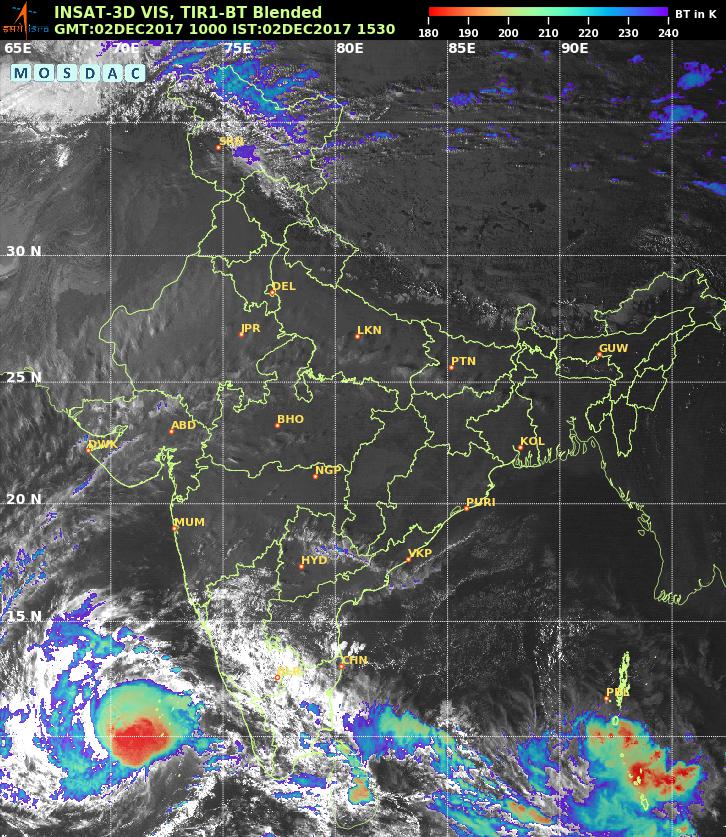 INSAT-3D VIS, TIR1-BT Blended
GMT:02DEC2017 1000 IST:02DEC2017 1530
BT in K
180 190 200 210 220 230 240
65E 70E 75E 80E 85E 90E
MOSDAC
SRN
30 N
DEL
JPR LKN
GUW
PTN
25 N
ABD BHO
DWK KOL
NGP
20 N PURI
MUM
VKP
HYD
15 N
CHN